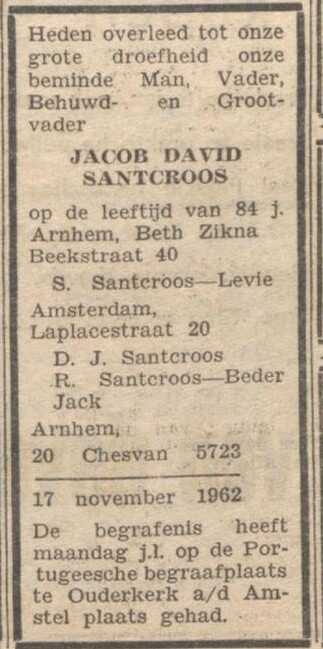 Heden overleed tot onze
grote droefheid onze
beminde Man, Vader,
Behuwd- en Groot-
vader
JACOB DAVID
SANTCROOS
op de leeftijd van 84 j.
Arnhem, Beth Zikna
Beekstraat 40
S. Santcroos—Levie
Amsterdam,
Laplacestraat 20
D. J. Santcroos
R. Santcroos—Beder
Jack
Arnhem,
20 Chesvan 5723
17 november 1962
De begrafenis heeft
maandag j.l. op de Por-
tugeesche begraafplaats
te Ouderkerk a/d Am-
stel plaats gehad.